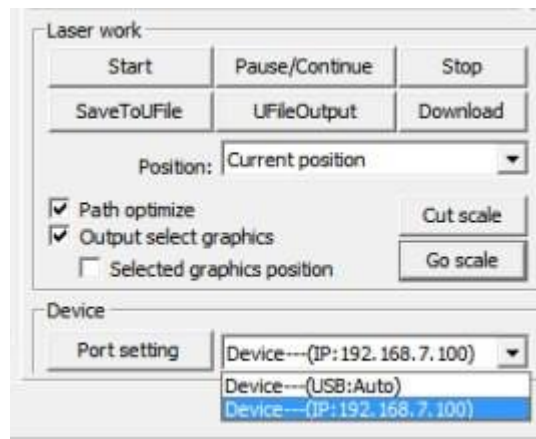 Laser work
Start Pause/Continue Stop
SaveToUFile UFileOutput Download
Position: Current position
Path optimize Cut scale
Output select graphics
Selected graphics position Go scale
Device
Port setting Device---(IP:192.168.7.100)
Device---(USB:Auto)
Device---(IP:192.168.7.100)